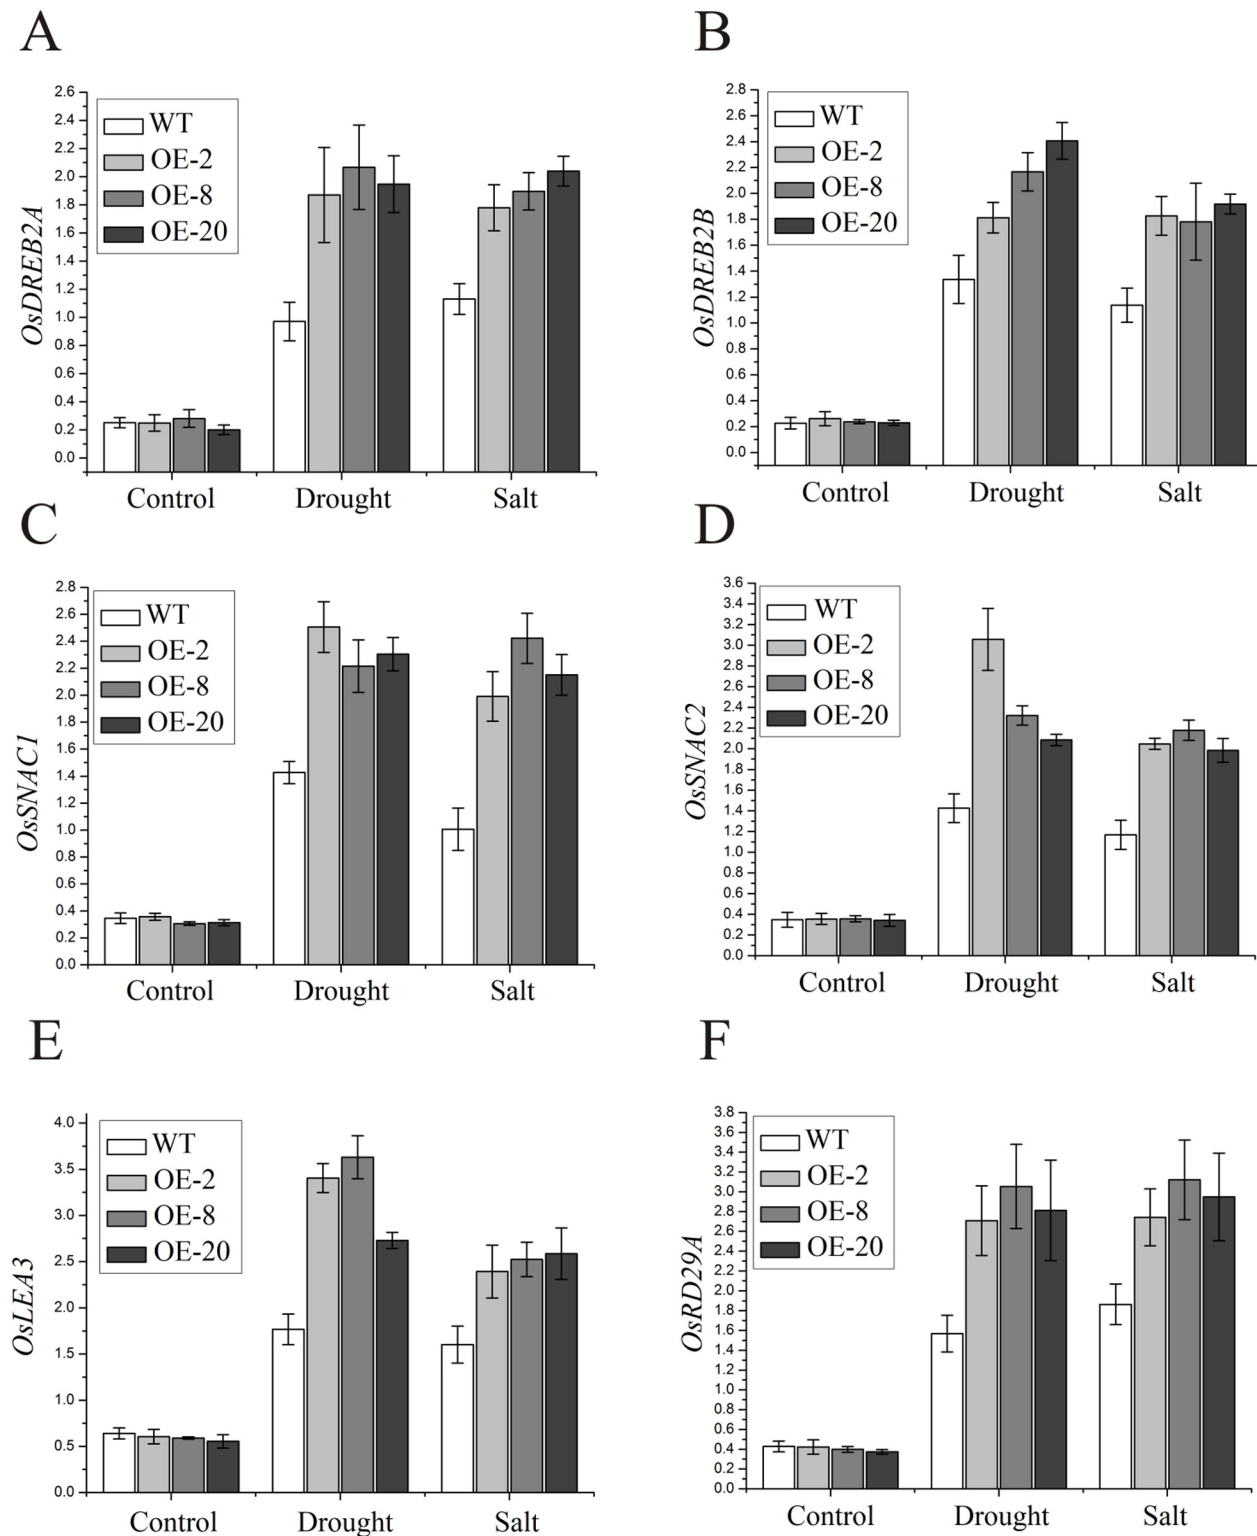 A
OsDREB2A
2.6
2.4
2.2
2.0
1.8
1.6
1.4
1.2
1.0
0.8
0.6
0.4
0.2
0.0
WT
OE-2
OE-8
OE-20
Control Drought Salt
B
OsDREB2B
2.8
2.6
2.4
2.2
2.0
1.8
1.6
1.4
1.2
1.0
0.8
0.6
0.4
0.2
0.0
WT
OE-2
OE-8
OE-20
Control Drought Salt
C
OsSNAC1
2.8
2.6
2.4
2.2
2.0
1.8
1.6
1.4
1.2
1.0
0.8
0.6
0.4
0.2
0.0
WT
OE-2
OE-8
OE-20
Control Drought Salt
D
OsSNAC2
3.6
3.4
3.2
3.0
2.8
2.6
2.4
2.2
2.0
1.8
1.6
1.4
1.2
1.0
0.8
0.6
0.4
0.2
0.0
WT
OE-2
OE-8
OE-20
Control Drought Salt
E
OsLEA3
4.0
3.5
3.0
2.5
2.0
1.5
1.0
0.5
0.0
WT
OE-2
OE-8
OE-20
Control Drought Salt
F
OsRD29A
3.8
3.6
3.4
3.2
3.0
2.8
2.6
2.4
2.2
2.0
1.8
1.6
1.4
1.2
1.0
0.8
0.6
0.4
0.2
0.0
WT
OE-2
OE-8
OE-20
Control Drought Salt